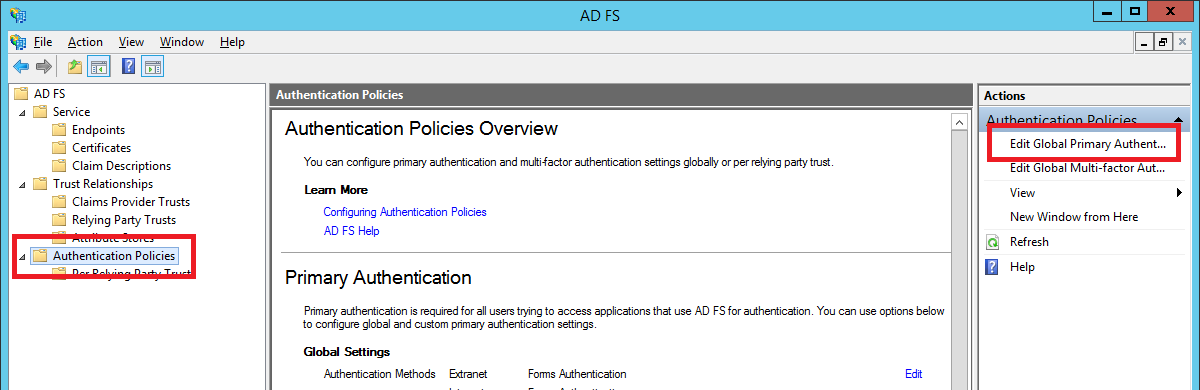 AD FS
File Action View Window Help
AD FS
Service
Endpoints
Certificates
Claim Descriptions
Trust Relationships
Claims Provider Trusts
Relying Party Trusts
Attribute Stores
Authentication Policies
Per Relying Party Trust
Authentication Policies
Authentication Policies Overview
You can configure primary authentication and multi-factor authentication settings globally or per relying party trust.
Learn More
Configuring Authentication Policies
AD FS Help
Primary Authentication
Primary authentication is required for all users trying to access applications that use AD FS for authentication. You can use options below
to configure global and custom primary authentication settings.
Global Settings
Authentication Methods Extranet Forms Authentication Edit
Actions
Authentication Policies
Edit Global Primary Authent...
Edit Global Multi-factor Aut...
View
New Window from Here
Refresh
Help